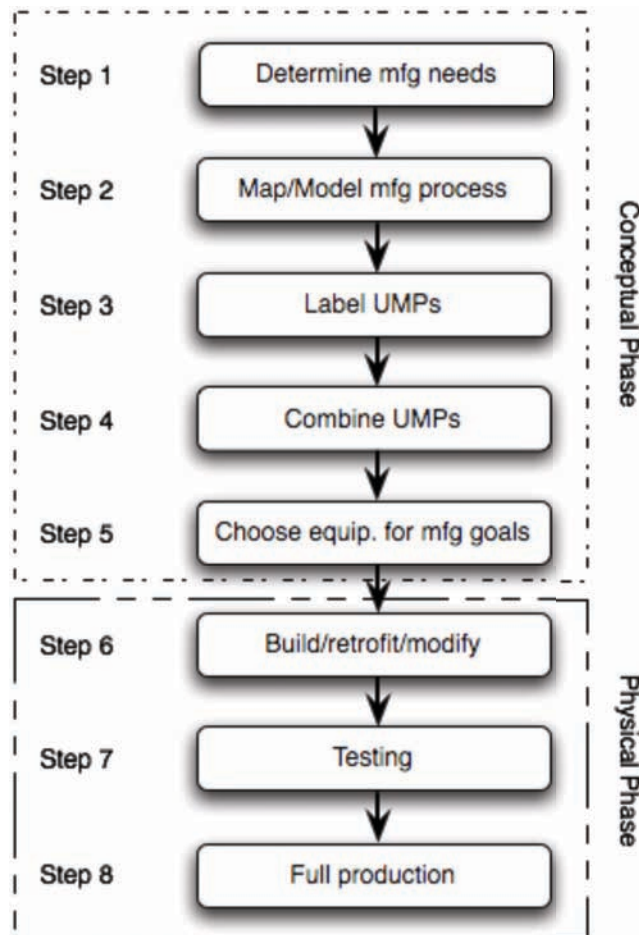 Step 1
Determine mfg needs
Step 2
Map/Model mfg process
Step 3
Label UMPs
Step 4
Combine UMPs
Step 5
Choose equip. for mfg goals
Conceptual Phase
Step 6
Build/retrofit/modify
Step 7
Testing
Step 8
Full production
Physical Phase